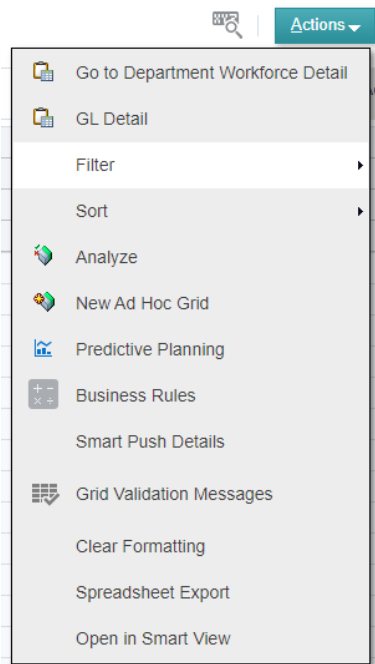 Actions
Go to Department Workforce Detail
GL Detail
Filter
Sort
Analyze
New Ad Hoc Grid
Predictive Planning
Business Rules
Smart Push Details
Grid Validation Messages
Clear Formatting
Spreadsheet Export
Open in Smart View